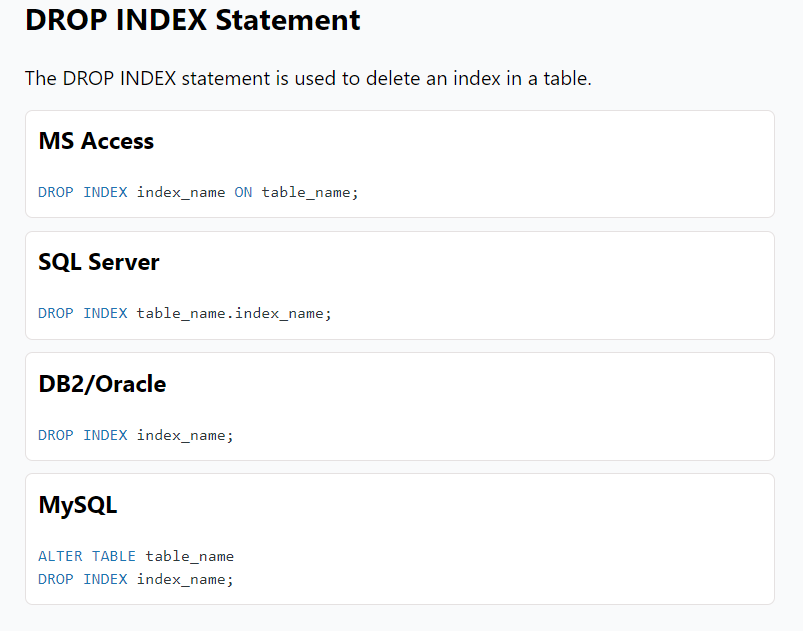 DROP INDEX Statement
The DROP INDEX statement is used to delete an index in a table.
MS Access
DROP INDEX index_name ON table_name;
SQL Server
DROP INDEX table_name.index_name;
DB2/Oracle
DROP INDEX index_name;
MySQL
ALTER TABLE table_name
DROP INDEX index_name;